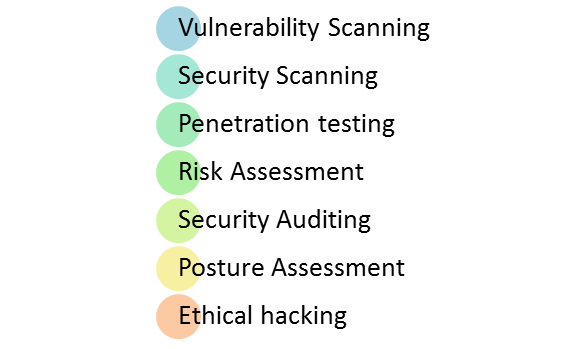 Vulnerability Scanning
Security Scanning
Penetration testing
Risk Assessment
Security Auditing
Posture Assessment
Ethical hacking